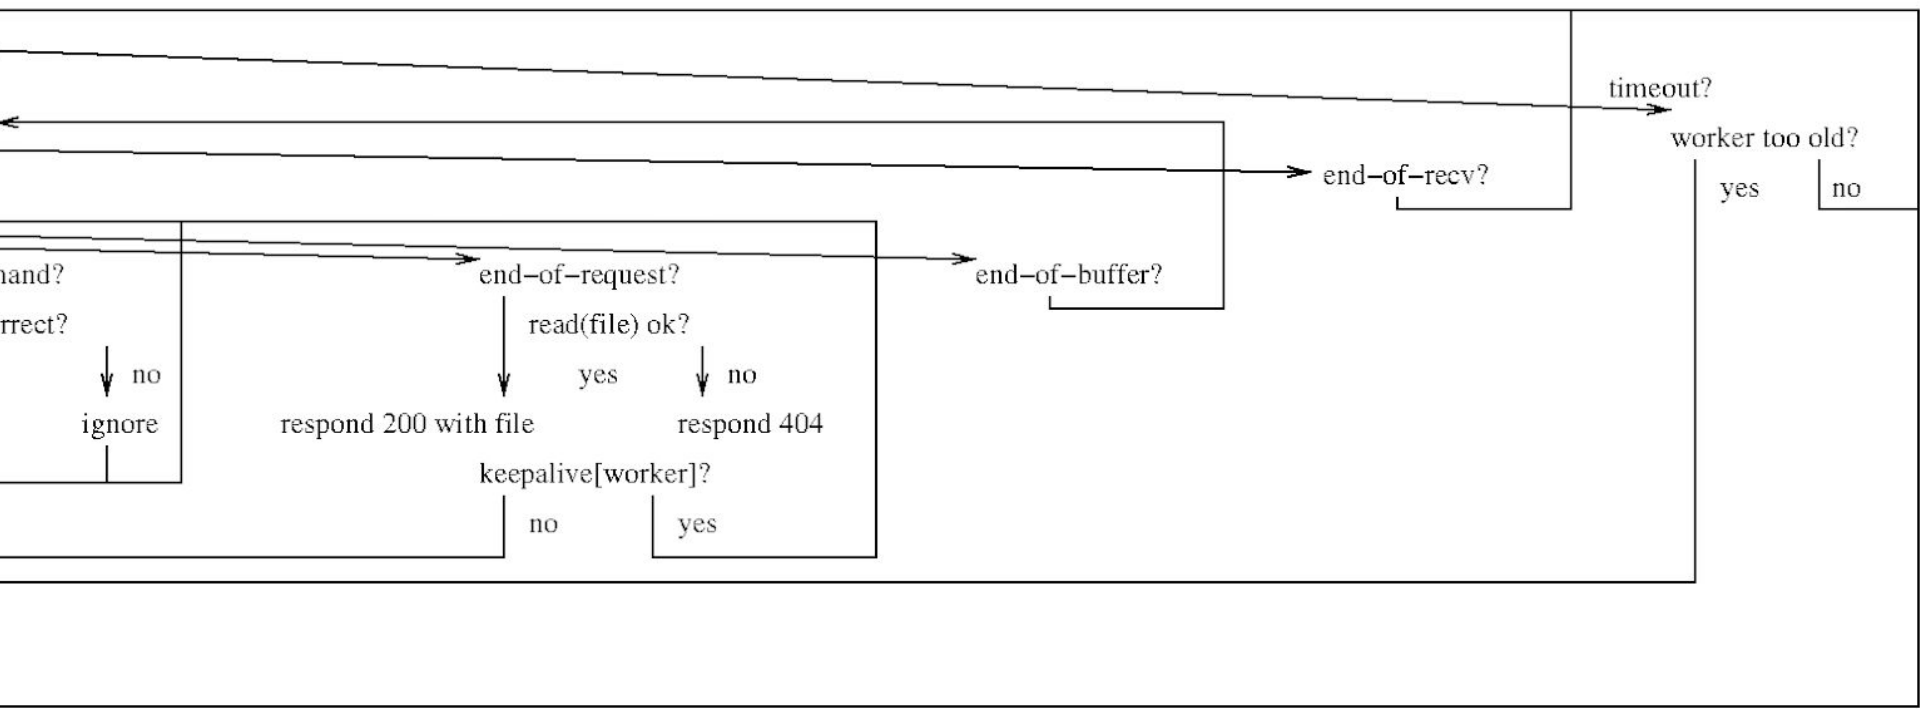 timeout?
worker too old?
end–of–recv?
yes
no
hand?
end–of–request?
end–of–buffer?
rrect?
read(file) ok?
no
yes
no
ignore
respond 200 with file
respond 404
keepalive[worker]?
no
yes